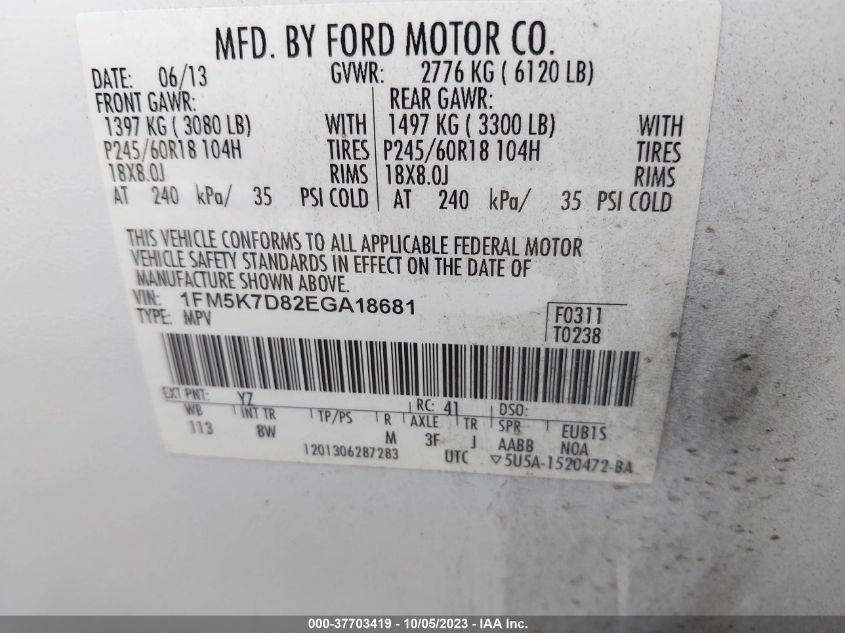 MFD. BY FORD MOTOR CO.
DATE: 06/13 GVWR: 2776 KG ( 6120 LB)
FRONT GAWR: REAR GAWR:
1397 KG ( 3080 LB) WITH 1497 KG ( 3300 LB) WITH
P245/60R18 104H TIRES P245/60R18 104H TIRES
18X8.0J RIMS 18X8.0J RIMS
AT 240 kPa/ 35 PSI COLD AT 240 kPa/ 35 PSI COLD
THIS VEHICLE CONFORMS TO ALL APPLICABLE FEDERAL MOTOR
VEHICLE SAFETY STANDARDS IN EFFECT ON THE DATE OF
MANUFACTURE SHOWN ABOVE.
VIN: 1FM5K7D82EGA18681 F0311
TYPE: MPV T0238
EXT PNT: YZ RC: 41 DSO:
WB INT TR TP/PS R AXLE TR SPR EUBTS
113 8W M 3F J AABB NOA
1201306287283 UTC ▽5U5A-1520472-BA
000-37703419 - 10/05/2023 - IAA Inc.